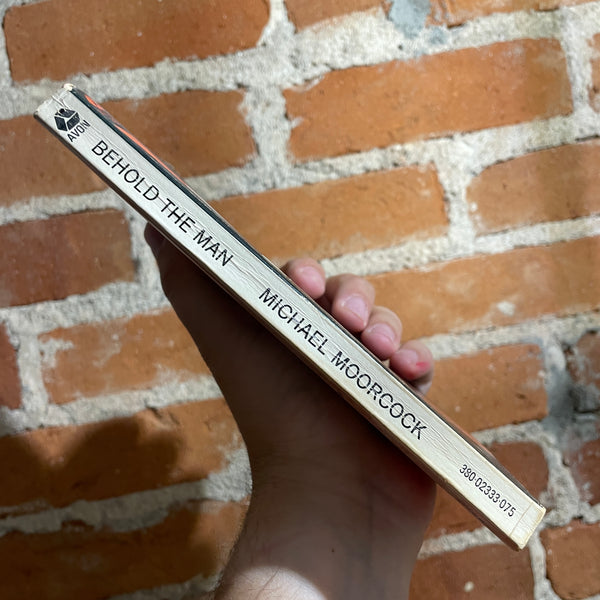 AVON
BEHOLD THE MAN MICHAEL MOORCOCK 380-02333-075